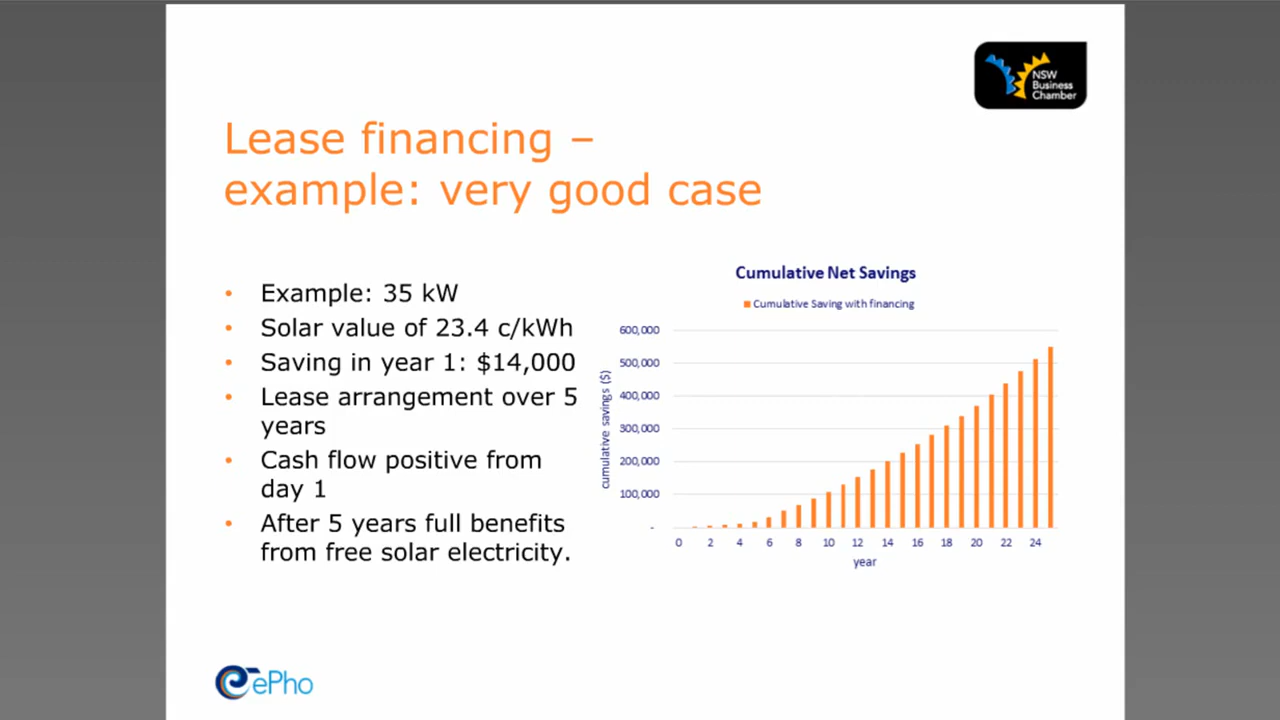 NSW
Business
Chamber
Lease financing –
example: very good case
• Example: 35 kW
• Solar value of 23.4 c/kWh
• Saving in year 1: $14,000
• Lease arrangement over 5
years
• Cash flow positive from
day 1
• After 5 years full benefits
from free solar electricity.
Cumulative Net Savings
Cumulative Saving with financing
cumulative savings ($)
600,000
500,000
400,000
300,000
200,000
100,000
-
0 2 4 6 8 10 12 14 16 18 20 22 24
year
ePho